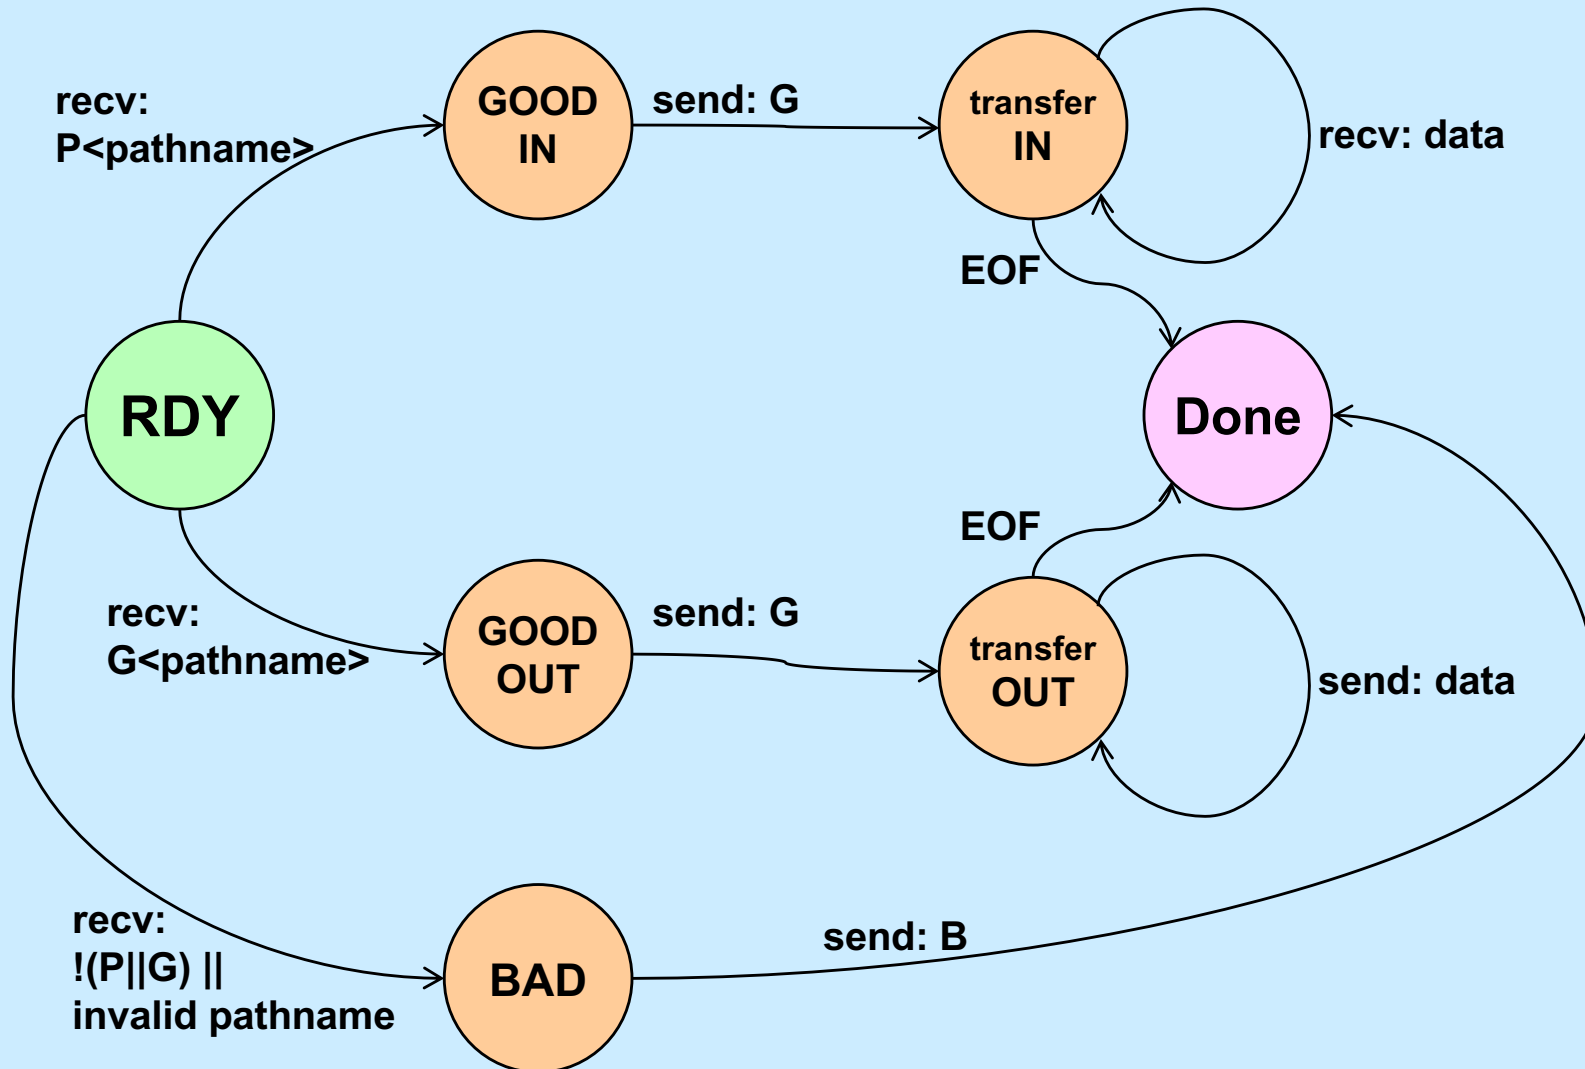 recv:
P<pathname>
GOOD
IN
send: G
transfer
IN
recv: data
EOF
RDY
Done
EOF
recv:
G<pathname>
GOOD
OUT
send: G
transfer
OUT
send: data
recv:
!(P||G) ||
invalid pathname
BAD
send: B